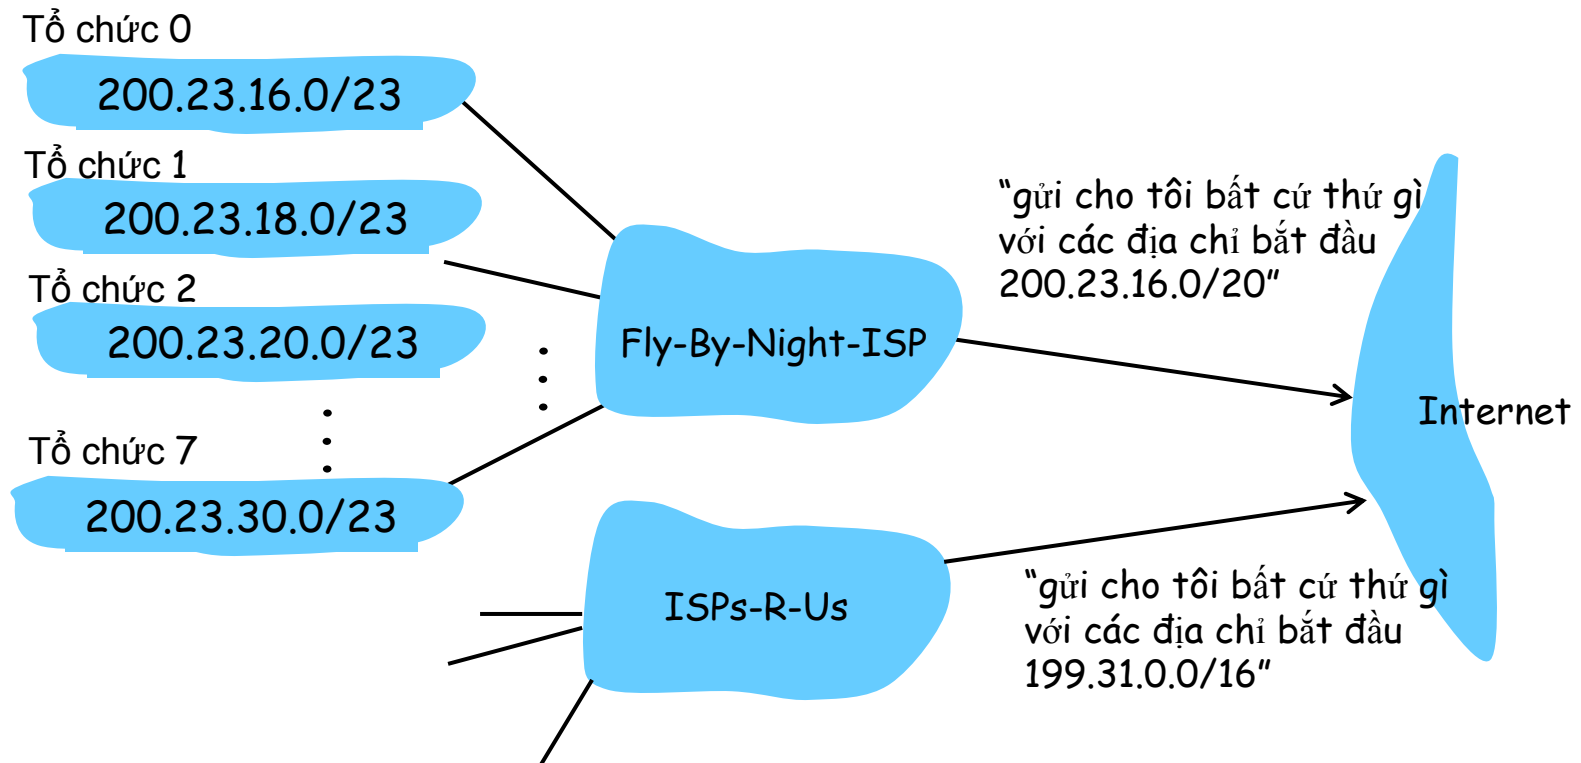 Tổ chức 0
200.23.16.0/23
Tổ chức 1
200.23.18.0/23
Tổ chức 2
200.23.20.0/23
Tổ chức 7
200.23.30.0/23
Fly-By-Night-ISP
ISPs-R-Us
“gửi cho tôi bất cứ thứ gì
với các địa chỉ bắt đầu
200.23.16.0/20”
Internet
“gửi cho tôi bất cứ thứ gì
với các địa chỉ bắt đầu
199.31.0.0/16”